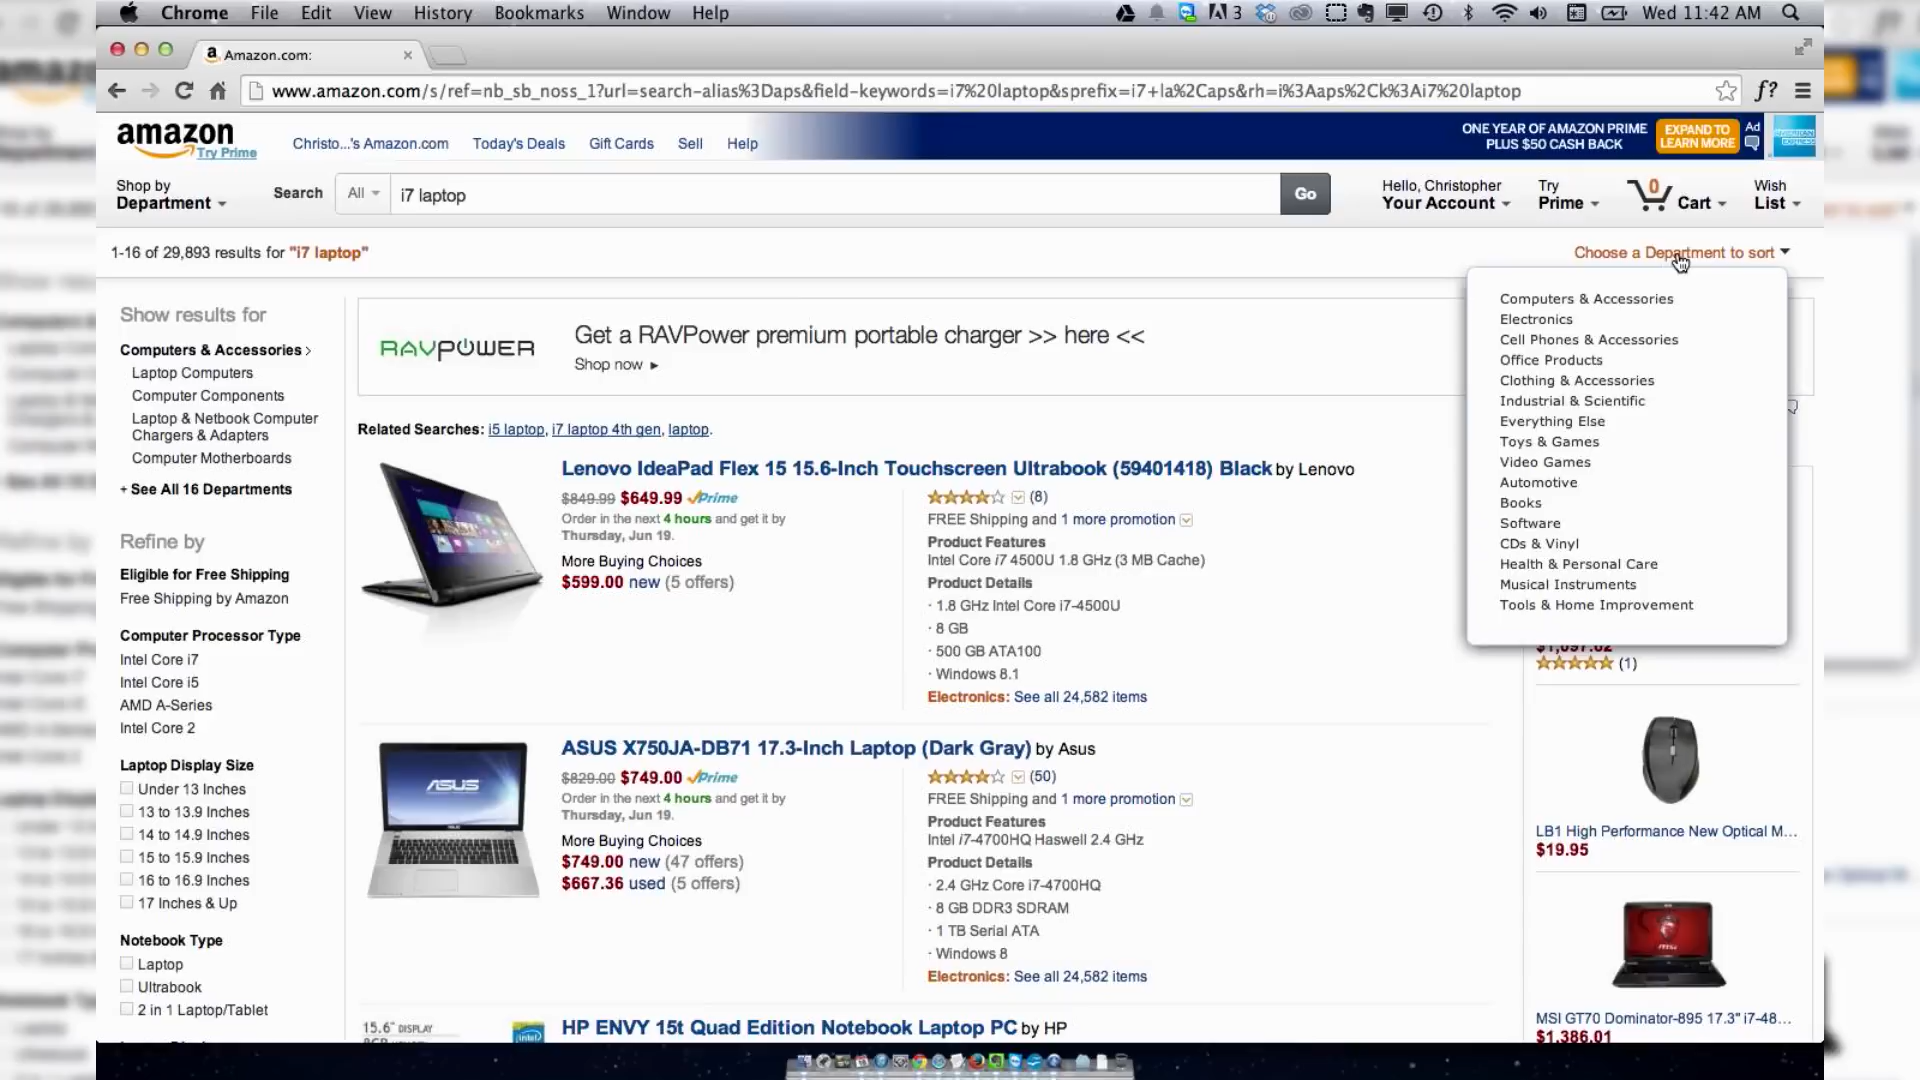 Chrome File Edit View History Bookmarks Window Help
3 Wed 11:42 AM
Amazon.com:
www.amazon.com/s/ref=nb_sb_noss_1?url=search-alias%3Daps&field-keywords=i7%20laptop&sprefix=i7+la%2Caps&rh=i%3Aaps%2Ck%3Ai7%20laptop
f?
amazon
Try Prime
Christo...'s Amazon.com Today's Deals Gift Cards Sell Help
ONE YEAR OF AMAZON PRIME
PLUS $50 CASH BACK
EXPAND TO
LEARN MORE
Ad
Shop by
Department
Search All i7 laptop Go
Hello, Christopher
Your Account
Try
Prime
0
Cart
Wish
List
1-16 of 29,893 results for "i7 laptop"
Choose a Department to sort
Computers & Accessories
Electronics
Cell Phones & Accessories
Office Products
Clothing & Accessories
Industrial & Scientific
Everything Else
Toys & Games
Video Games
Automotive
Books
Software
CDs & Vinyl
Health & Personal Care
Musical Instruments
Tools & Home Improvement
Show results for
Computers & Accessories
Laptop Computers
Computer Components
Laptop & Netbook Computer
Chargers & Adapters
Computer Motherboards
+ See All 16 Departments
Refine by
Eligible for Free Shipping
Free Shipping by Amazon
Computer Processor Type
Intel Core i7
Intel Core i5
AMD A-Series
Intel Core 2
Laptop Display Size
Under 13 Inches
13 to 13.9 Inches
14 to 14.9 Inches
15 to 15.9 Inches
16 to 16.9 Inches
17 Inches & Up
Notebook Type
Laptop
Ultrabook
2 in 1 Laptop/Tablet
RAVPOWER
Get a RAVPower premium portable charger >> here <<
Shop now
Related Searches: i5 laptop, i7 laptop 4th gen, laptop.
Lenovo IdeaPad Flex 15 15.6-Inch Touchscreen Ultrabook (59401418) Black by Lenovo
$849.99 $649.99 Prime
Order in the next 4 hours and get it by
Thursday, Jun 19.
More Buying Choices
$599.00 new (5 offers)
(8)
FREE Shipping and 1 more promotion
Product Features
Intel Core i7 4500U 1.8 GHz (3 MB Cache)
Product Details
· 1.8 GHz Intel Core i7-4500U
· 8 GB
· 500 GB ATA100
· Windows 8.1
Electronics: See all 24,582 items
ASUS
ASUS X750JA-DB71 17.3-Inch Laptop (Dark Gray) by Asus
$829.00 $749.00 Prime
Order in the next 4 hours and get it by
Thursday, Jun 19.
More Buying Choices
$749.00 new (47 offers)
$667.36 used (5 offers)
(50)
FREE Shipping and 1 more promotion
Product Features
Intel i7-4700HQ Haswell 2.4 GHz
Product Details
· 2.4 GHz Core i7-4700HQ
· 8 GB DDR3 SDRAM
· 1 TB Serial ATA
· Windows 8
Electronics: See all 24,582 items
15.6" DISPLAY
HP ENVY 15t Quad Edition Notebook Laptop PC by HP
$1,097.62
(1)
LB1 High Performance New Optical M...
$19.95
MSI GT70 Dominator-895 17.3" i7-48...
$1,386.01